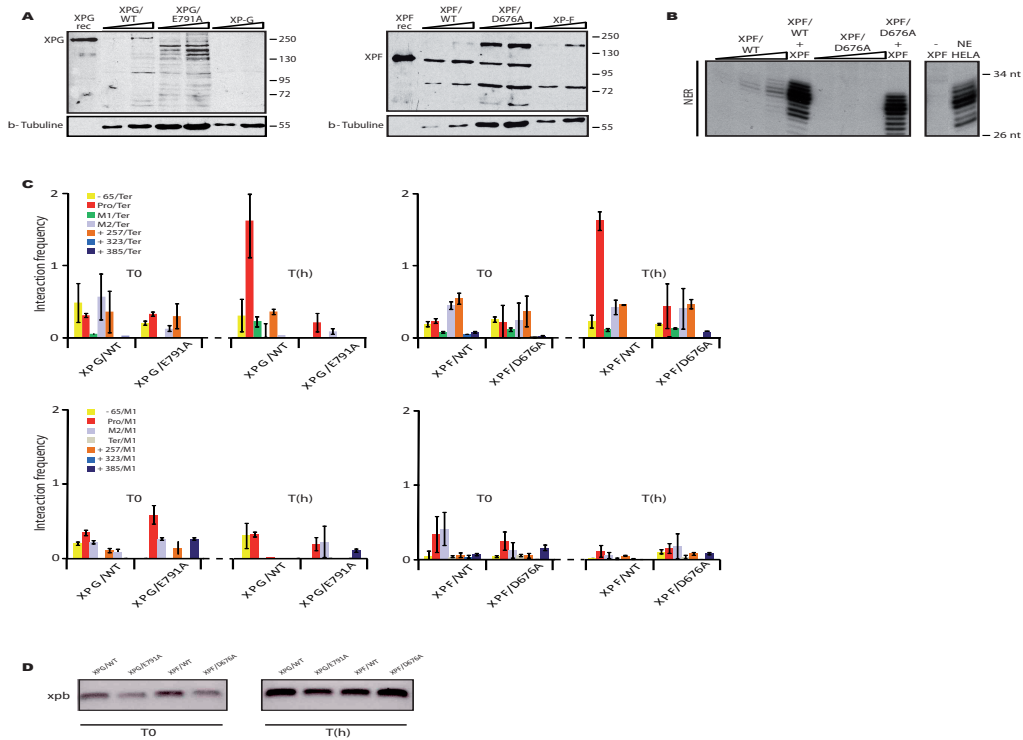 A
XPG
rec
XPG/
WT
XPG/
E791A
XP-G
XPG
250
130
95
72
b-Tubuline
55
XPF
rec
XPF/
WT
XPF/
D676A
XP-F
XPF
250
130
95
72
b-Tubuline
55
B
XPF/
WT
XPF/
WT
+
XPF
XPF/
D676A
XPF/
D676A
+
XPF
-
XPF
NE
HELA
NER
34 nt
26 nt
C
Interaction frequency
2
1
0
- 65/Ter
Pro/Ter
M1/Ter
M2/Ter
+ 257/Ter
+ 323/Ter
+ 385/Ter
T0
T(h)
XPG/WT
XPG/E791A
XPG/WT
XPG/E791A
2
1
0
T0
T(h)
XPF/WT
XPF/D676A
XPF/WT
XPF/D676A
Interaction frequency
2
1
0
- 65/M1
Pro/M1
M2/M1
Ter/M1
+ 257/M1
+ 323/M1
+ 385/M1
T0
T(h)
XPG/WT
XPG/E791A
XPG/WT
XPG/E791A
2
1
0
T0
T(h)
XPF/WT
XPF/D676A
XPF/WT
XPF/D676A
D
XPG/WT
XPG/E791A
XPF/WT
XPF/D676A
XPG/WT
XPG/E791A
XPF/WT
XPF/D676A
xpb
T0
T(h)